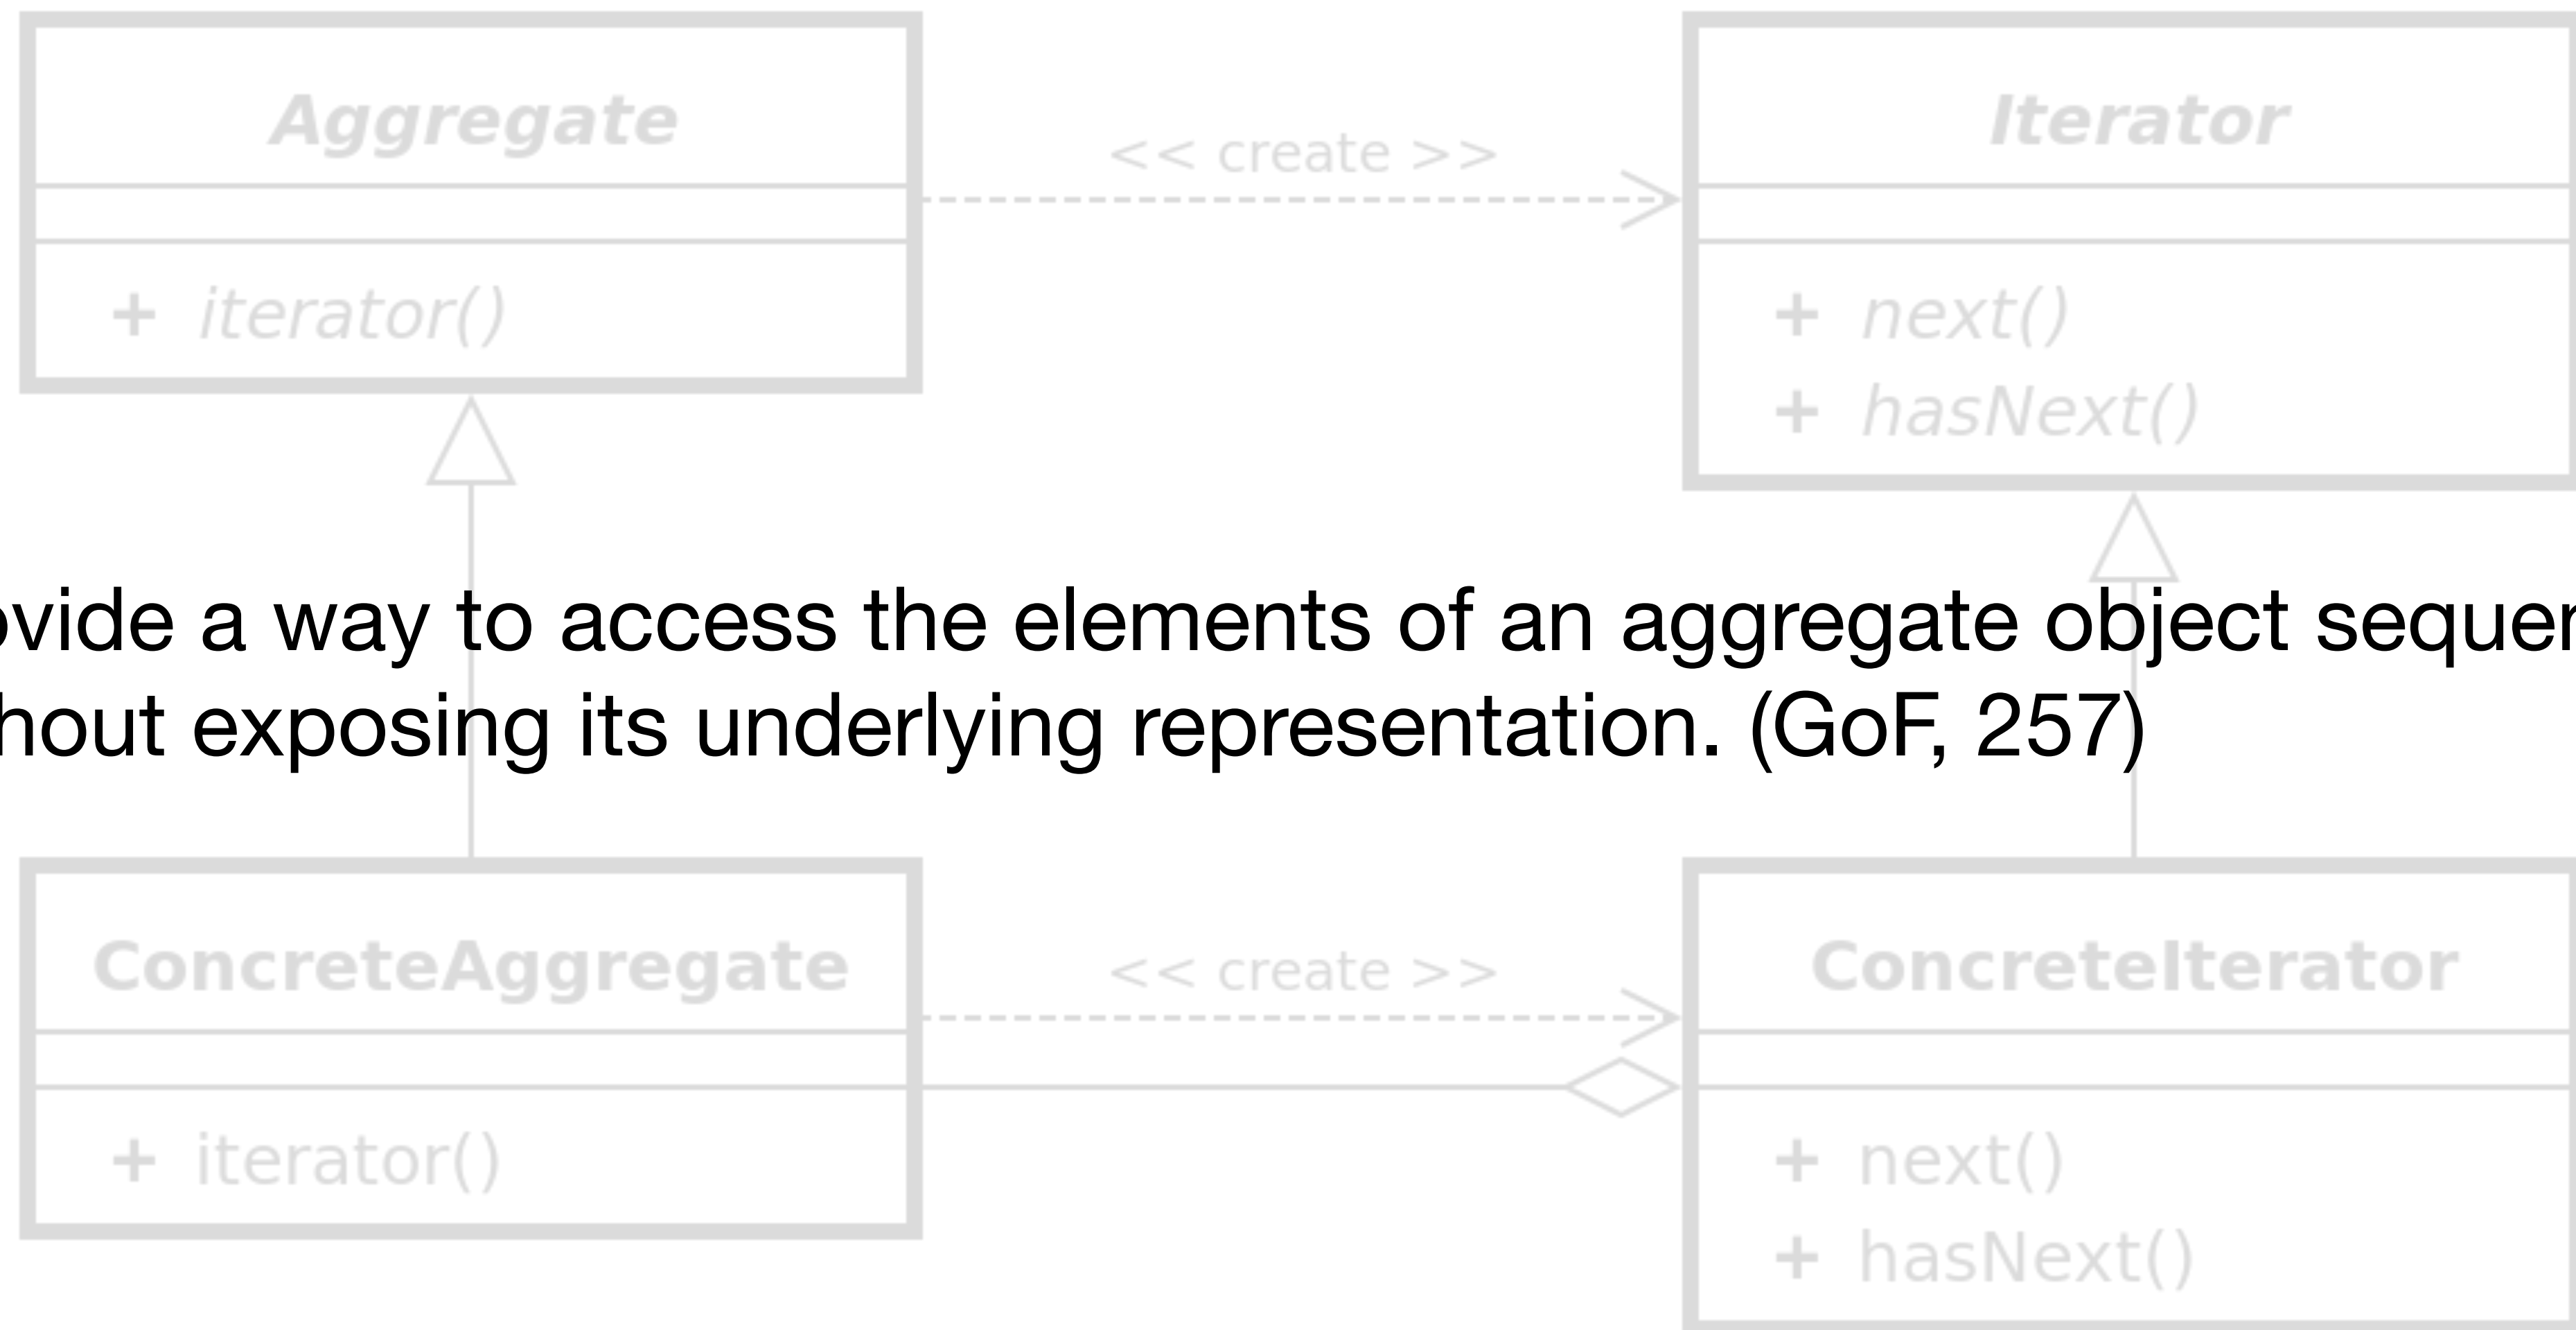 Aggregate
<< create >>
Iterator
+ iterator()
+ next()
+ hasNext()
ovide a way to access the elements of an aggregate object sequen
hout exposing its underlying representation. (GoF, 257)
ConcreteAggregate
<< create >>
ConcreteIterator
+ iterator()
+ next()
+ hasNext()